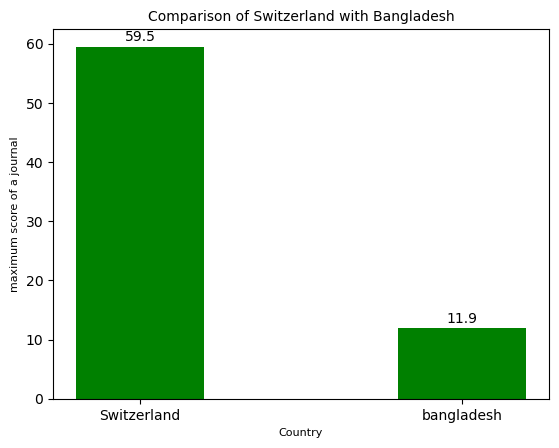 Comparison of Switzerland with Bangladesh
59.5
11.9
60
50
40
30
20
10
0
maximum score of a journal
Switzerland
bangladesh
Country